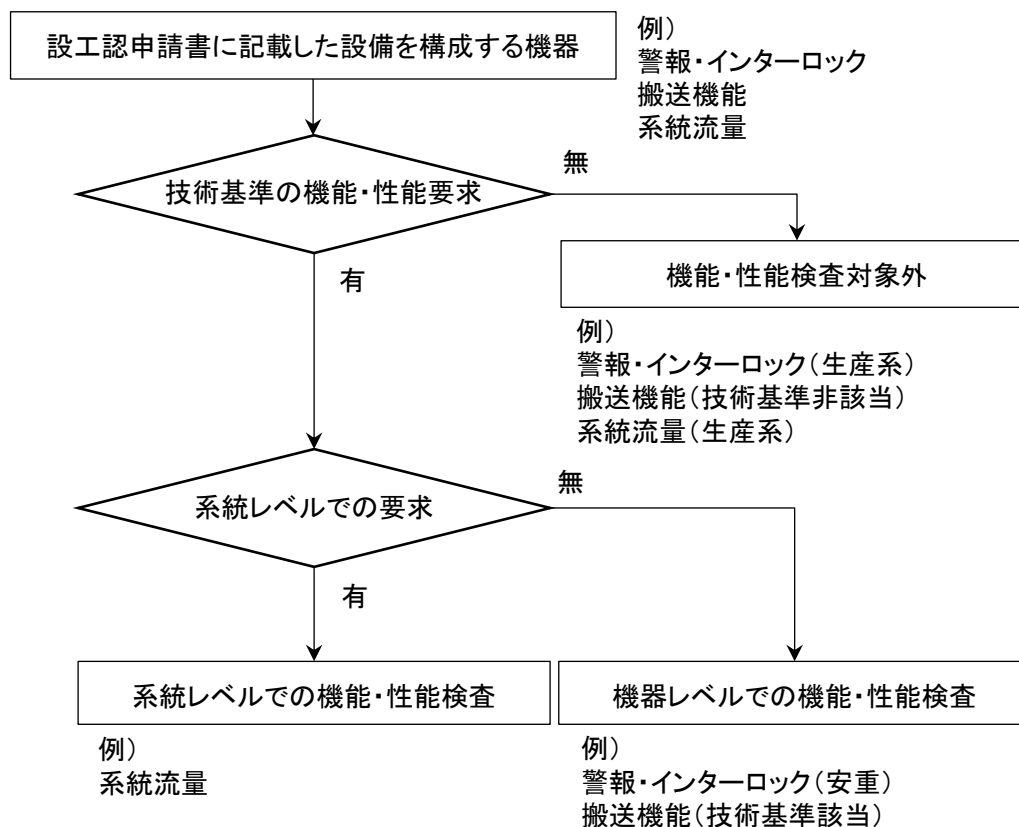 設工認申請書に記載した設備を構成する機器
例）
警報・インターロック
搬送機能
系統流量
技術基準の機能・性能要求
無
有
機能・性能検査対象外
例）
警報・インターロック（生産系）
搬送機能（技術基準非該当）
系統流量（生産系）
系統レベルでの要求
無
有
系統レベルでの機能・性能検査
例）
系統流量
機器レベルでの機能・性能検査
例）
警報・インターロック（安重）
搬送機能（技術基準該当）